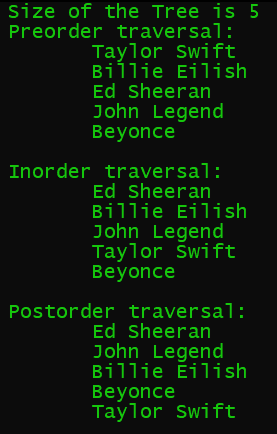 Size of the Tree is 5
Preorder traversal:
Taylor Swift
Billie Eilish
Ed Sheeran
John Legend
Beyonce
Inorder traversal:
Ed Sheeran
Billie Eilish
John Legend
Taylor Swift
Beyonce
Postorder traversal:
Ed Sheeran
John Legend
Billie Eilish
Beyonce
Taylor Swift